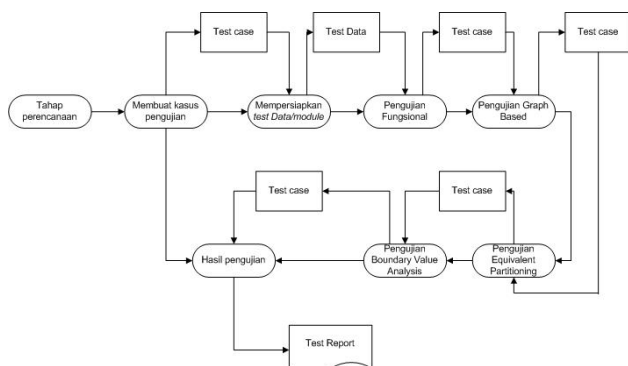 Test case
Test Data
Test case
Test case
Tahap
perencanaan
Membuat kasus
pengujian
Mempersiapkan
test Data/module
Pengujian
Fungsional
Pengujian Graph
Based
Test case
Test case
Hasil pengujian
Pengujian
Boundary Value
Analysis
Pengujian
Equivalent
Partitioning
Test Report